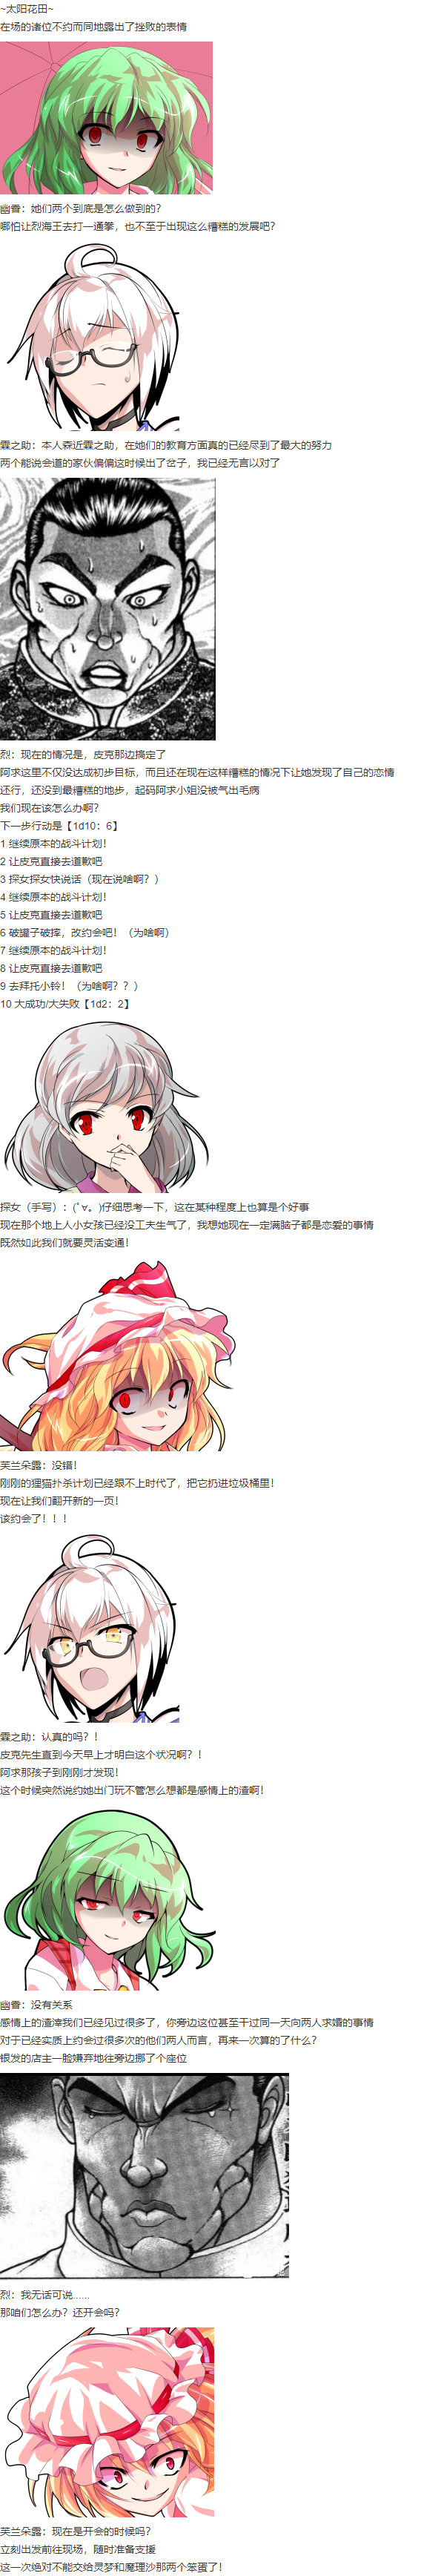 ~太阳花田~
在场的诸位不约而同地露出了挫败的表情
幽香：她们两个到底是怎么做到的？
哪怕让烈海王去打一通拳，也不至于出现这么糟糕的发展吧？
霖之助：本人森近霖之助，在她们的教育方面真的已经尽到了最大的努力
两个能说会道的家伙偏偏这时候出了岔子，我已经无言以对了
烈：现在的情况是，皮克那边搞定了
阿求这里不仅没达成初步目标，而且还在现在这样糟糕的情况下让她发现了自己的恋情
还行，还没到最糟糕的地步，起码阿求小姐没被气出毛病
我们现在该怎么办啊？
下一步行动是【1d10：6】
1 继续原本的战斗计划！
2 让皮克直接去道歉吧
3 探女探女快说话（现在说啥啊？）
4 继续原本的战斗计划！
5 让皮克直接去道歉吧
6 破罐子破摔，改约会吧！（为啥啊）
7 继续原本的战斗计划！
8 让皮克直接去道歉吧
9 去拜托小铃！（为啥啊？？）
10 大成功/大失败【1d2：2】
探女（手写）：(ﾟ∀。)仔细思考一下，这在某种程度上也算是个好事
现在那个地上人小女孩已经没工夫生气了，我想她现在一定满脑子都是恋爱的事情
既然如此我们就要灵活变通！
芙兰朵露：没错！
刚刚的狸猫扑杀计划已经跟不上时代了，把它扔进垃圾桶里！
现在让我们翻开新的一页！
该约会了！！！
霖之助：认真的吗？！
皮克先生直到今天早上才明白这个状况啊？！
阿求那孩子到刚刚才发现！
这个时候突然说约她出门玩不管怎么想都是感情上的渣啊！
幽香：没有关系
感情上的渣滓我们已经见过很多了，你旁边这位甚至干过同一天向两人求婚的事情
对于已经实质上约会过很多次的他们两人而言，再来一次算的了什么？
银发的店主一脸嫌弃地往旁边挪了个座位
烈：我无话可说......
那咱们怎么办？还开会吗？
芙兰朵露：现在是开会的时候吗？
立刻出发前往现场，随时准备支援
这一次绝对不能交给灵梦和魔理沙那两个笨蛋了！